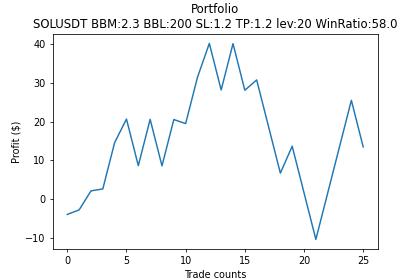 Portfolio
SOLUSDT BBM:2.3 BBL:200 SL:1.2 TP:1.2 lev:20 WinRatio:58.0
40
30
20
10
0
−10
Profit ($)
0 5 10 15 20 25
Trade counts